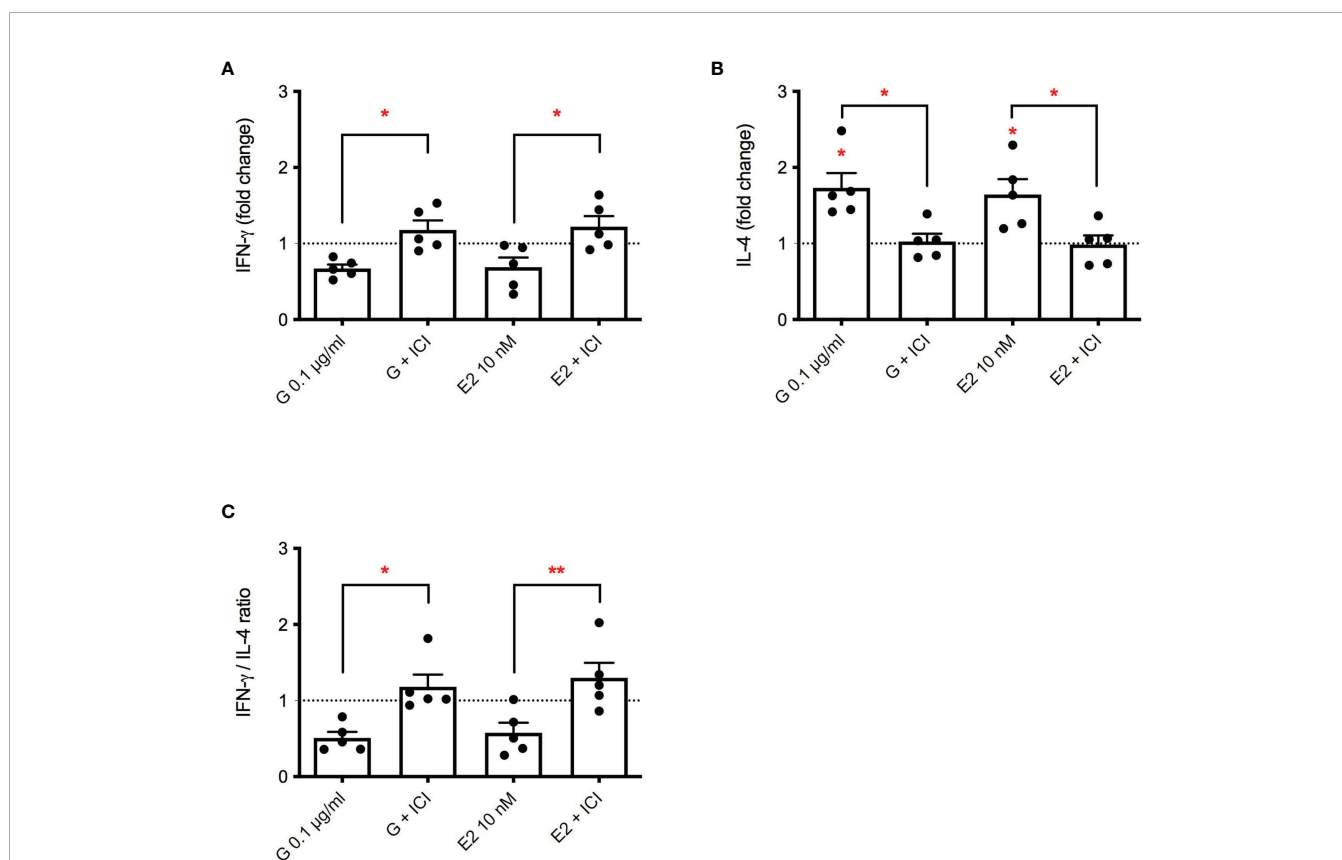 A
3
2
1
0
IFN-γ (fold change)
*
*
G 0.1 µg/ml
G + ICI
E2 10 nM
E2 + ICI
B
3
2
1
0
IL-4 (fold change)
*
*
*
*
G 0.1 µg/ml
G + ICI
E2 10 nM
E2 + ICI
C
3
2
1
0
IFN-γ / IL-4 ratio
*
**
G 0.1 µg/ml
G + ICI
E2 10 nM
E2 + ICI